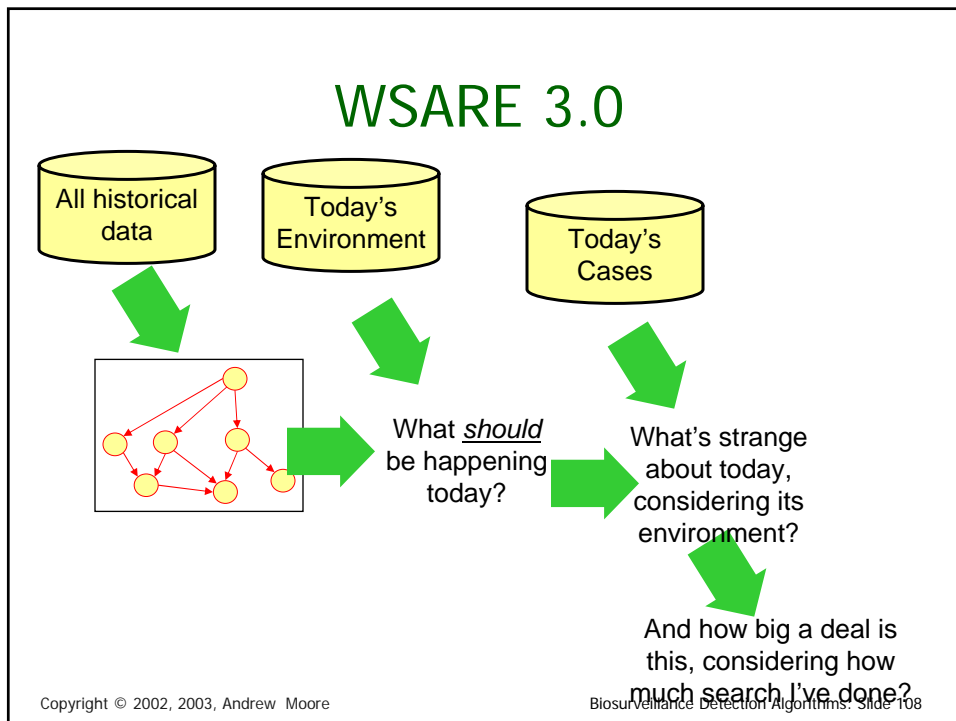 WSARE 3.0
All historical
data
Today's
Environment
Today's
Cases
What should
be happening
today?
What's strange
about today,
considering its
environment?
And how big a deal is
this, considering how
much search I've done?
Copyright © 2002, 2003, Andrew Moore
Biosurveillance Detection Algorithms: Slide 108